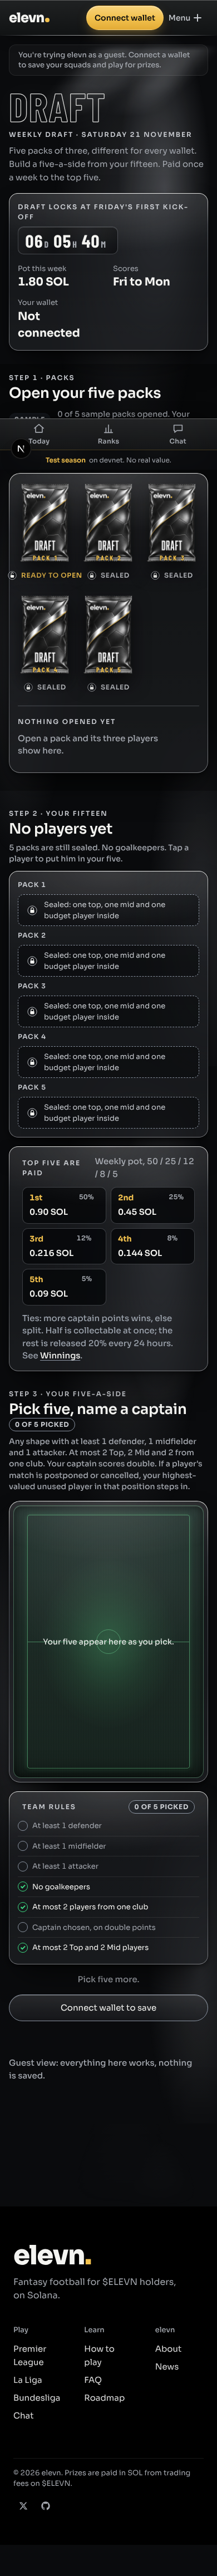 elevn.
Connect wallet
Menu
You're trying elevn as a guest. Connect a wallet
to save your squads and play for prizes.
DRAFT
WEEKLY DRAFT · SATURDAY 21 NOVEMBER
Five packs of three, different for every wallet.
Build a five-a-side from your fifteen. Paid once
a week to the top five.
DRAFT LOCKS AT FRIDAY'S FIRST KICK-
OFF
06D 05H 40M
Pot this week
1.80 SOL
Scores
Fri to Mon
Your wallet
Not
connected
STEP 1 · PACKS
Open your five packs
0 of 5 sample packs opened. Your
Today
Ranks
Chat
N
Test season on devnet. No real value.
elevn.
DRAFT
PACK 1
elevn.
DRAFT
PACK 2
elevn.
DRAFT
PACK 3
READY TO OPEN
SEALED
SEALED
elevn.
DRAFT
PACK 4
elevn.
DRAFT
PACK 5
SEALED
SEALED
NOTHING OPENED YET
Open a pack and its three players
show here.
STEP 2 · YOUR FIFTEEN
No players yet
5 packs are still sealed. No goalkeepers. Tap a
player to put him in your five.
PACK 1
Sealed: one top, one mid and one
budget player inside
PACK 2
Sealed: one top, one mid and one
budget player inside
PACK 3
Sealed: one top, one mid and one
budget player inside
PACK 4
Sealed: one top, one mid and one
budget player inside
PACK 5
Sealed: one top, one mid and one
budget player inside
TOP FIVE ARE
PAID
Weekly pot, 50 / 25 / 12
/ 8 / 5
1st 50%
0.90 SOL
2nd 25%
0.45 SOL
3rd 12%
0.216 SOL
4th 8%
0.144 SOL
5th 5%
0.09 SOL
Ties: more captain points wins, else
split. Half is collectable at once; the
rest is released 20% every 24 hours.
See Winnings.
STEP 3 · YOUR FIVE-A-SIDE
Pick five, name a captain
0 OF 5 PICKED
Any shape with at least 1 defender, 1 midfielder
and 1 attacker. At most 2 Top, 2 Mid and 2 from
one club. Your captain scores double. If a player's
match is postponed or cancelled, your highest-
valued unused player in that position steps in.
Your five appear here as you pick.
TEAM RULES
0 OF 5 PICKED
At least 1 defender
At least 1 midfielder
At least 1 attacker
No goalkeepers
At most 2 players from one club
Captain chosen, on double points
At most 2 Top and 2 Mid players
Pick five more.
Connect wallet to save
Guest view: everything here works, nothing
is saved.
elevn.
Fantasy football for $ELEVN holders,
on Solana.
Play
Learn
elevn
Premier
League
How to
play
About
La Liga
FAQ
News
Bundesliga
Roadmap
Chat
© 2026 elevn. Prizes are paid in SOL from trading
fees on $ELEVN.